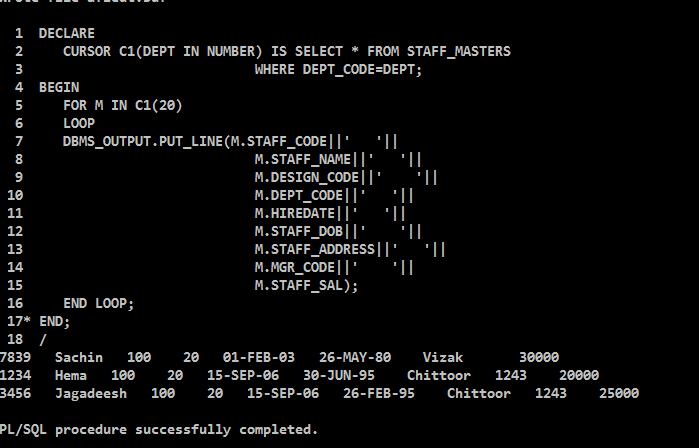 1  DECLARE
2     CURSOR C1(DEPT IN NUMBER) IS SELECT * FROM STAFF_MASTERS
3                             WHERE DEPT_CODE=DEPT;
4  BEGIN
5     FOR M IN C1(20)
6     LOOP
7     DBMS_OUTPUT.PUT_LINE(M.STAFF_CODE||'    '||
8                             M.STAFF_NAME||'   '||
9                             M.DESIGN_CODE||'    '||
10                             M.DEPT_CODE||'   '||
11                             M.HIREDATE||'   '||
12                             M.STAFF_DOB||'    '||
13                             M.STAFF_ADDRESS||'   '||
14                             M.MGR_CODE||'    '||
15                             M.STAFF_SAL);
16     END LOOP;
17* END;
18  /
7839   Sachin   100    20   01-FEB-03   26-MAY-80    Vizak       30000
1234   Hema   100    20   15-SEP-06   30-JUN-95    Chittoor   1243    20000
3456   Jagadeesh   100    20   15-SEP-06   26-FEB-95    Chittoor   1243    25000
PL/SQL procedure successfully completed.